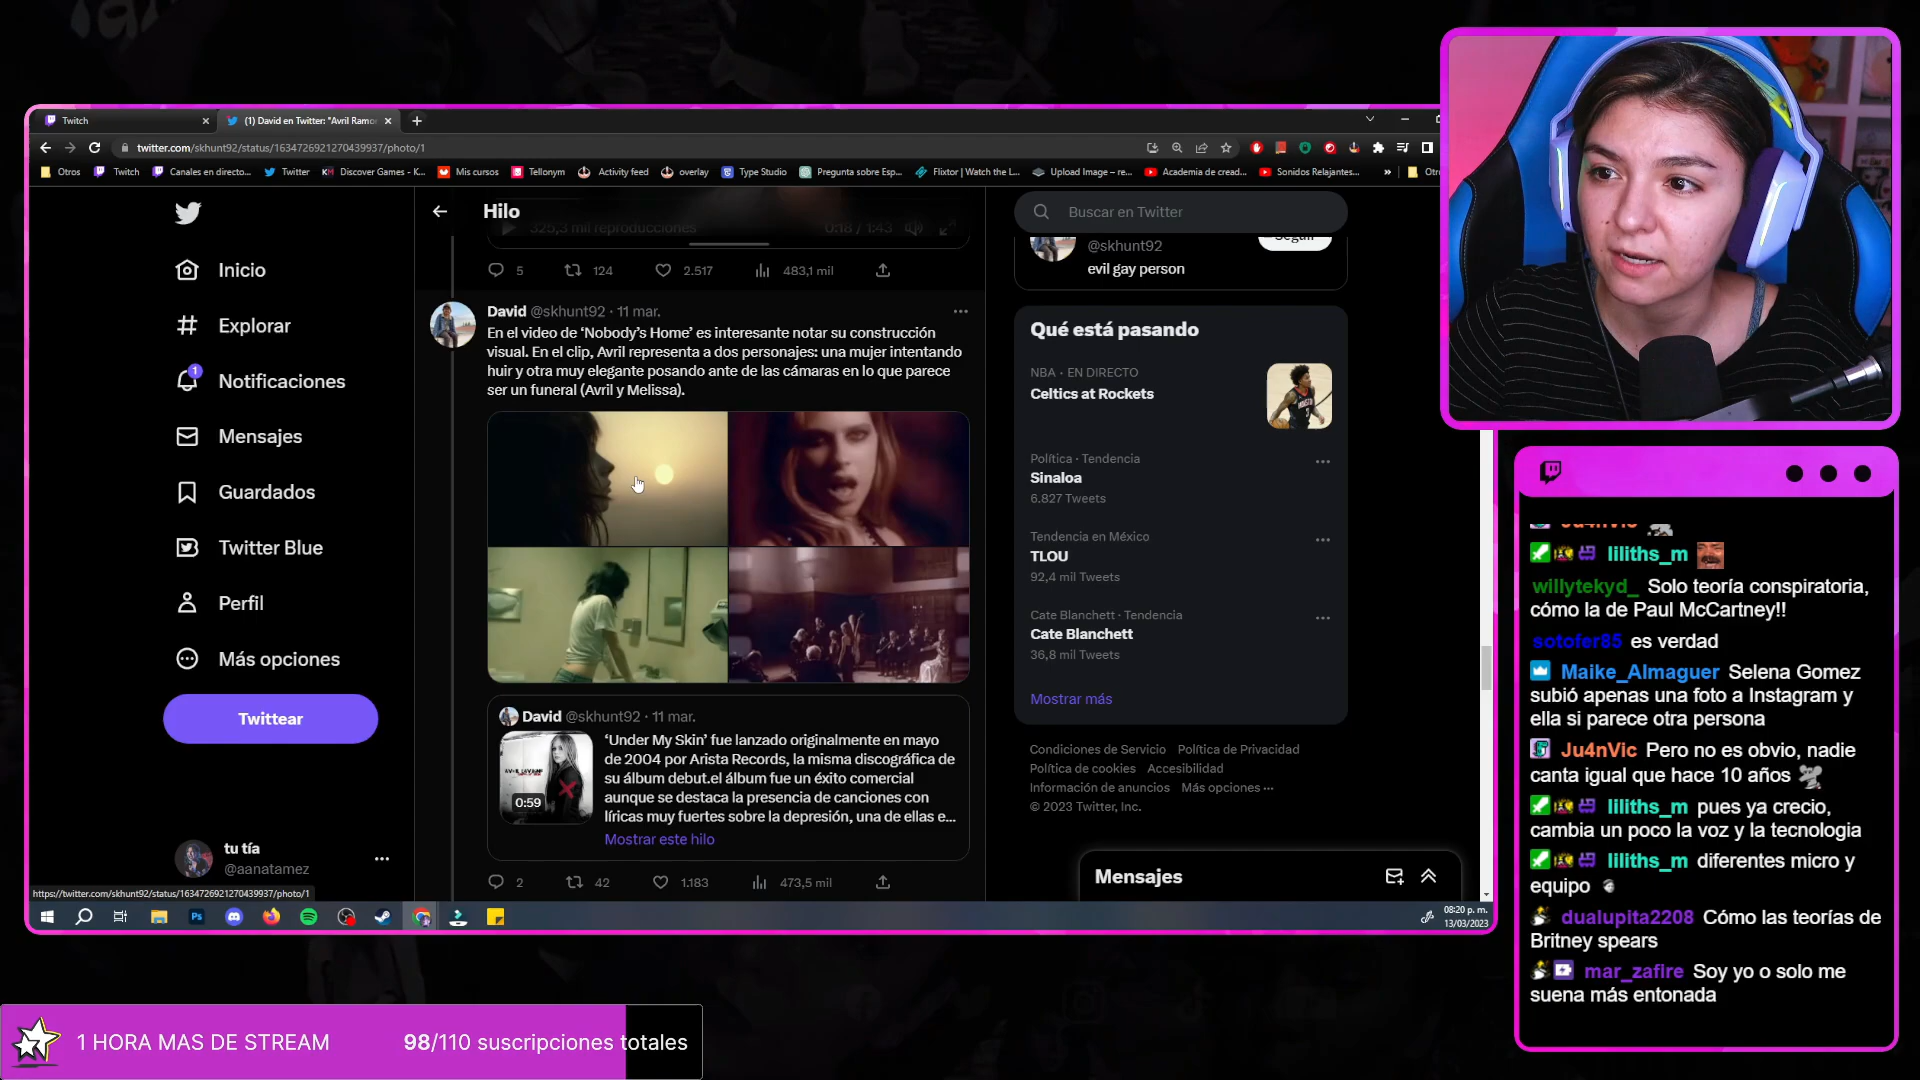 Twitch
(1) David en Twitter: "Avril Ramo
twitter.com/skhunt92/status/1634726921270439937/photo/1
Otros
Twitch
Canales en directo...
Twitter
Discover Games - K...
Mis cursos
Tellonym
Activity feed
overlay
Type Studio
Pregunta sobre Esp...
Flixtor | Watch the L...
Upload Image – re...
Academia de cread...
Sonidos Relajantes...
»
Inicio
Explorar
1
Notificaciones
Mensajes
Guardados
Twitter Blue
Perfil
Más opciones
Twittear
tu tía
@aanatamez
https://twitter.com/skhunt92/status/1634726921270439937/photo/1
Hilo
325,3 mil reproducciones
0:18 / 1:43
5
124
2.517
483,1 mil
David @skhunt92 · 11 mar.
En el video de ‘Nobody’s Home’ es interesante notar su construcción
visual. En el clip, Avril representa a dos personajes: una mujer intentando
huir y otra muy elegante posando ante de las cámaras en lo que parece
ser un funeral (Avril y Melissa).
David @skhunt92 · 11 mar.
‘Under My Skin’ fue lanzado originalmente en mayo
de 2004 por Arista Records, la misma discográfica de
su álbum debut.el álbum fue un éxito comercial
aunque se destaca la presencia de canciones con
líricas muy fuertes sobre la depresión, una de ellas e...
0:59
Mostrar este hilo
2
42
1.183
473,5 mil
Buscar en Twitter
@skhunt92
Seguir
evil gay person
Qué está pasando
NBA · EN DIRECTO
Celtics at Rockets
Política · Tendencia
Sinaloa
6.827 Tweets
Tendencia en México
TLOU
92,4 mil Tweets
Cate Blanchett · Tendencia
Cate Blanchett
36,8 mil Tweets
Mostrar más
Condiciones de Servicio Política de Privacidad
Política de cookies Accesibilidad
Información de anuncios Más opciones ···
© 2023 Twitter, Inc.
Mensajes
08:20 p. m.
13/03/2023
Ju4nVic
liliths_m
willytekyd_ Solo teoría conspiratoria,
cómo la de Paul McCartney!!
sotofer85 es verdad
Maike_Almaguer Selena Gomez
subió apenas una foto a Instagram y
ella si parece otra persona
Ju4nVic Pero no es obvio, nadie
canta igual que hace 10 años
liliths_m pues ya crecio,
cambia un poco la voz y la tecnologia
liliths_m diferentes micro y
equipo
dualupita2208 Cómo las teorías de
Britney spears
mar_zafire Soy yo o solo me
suena más entonada
1 HORA MAS DE STREAM
98/110 suscripciones totales